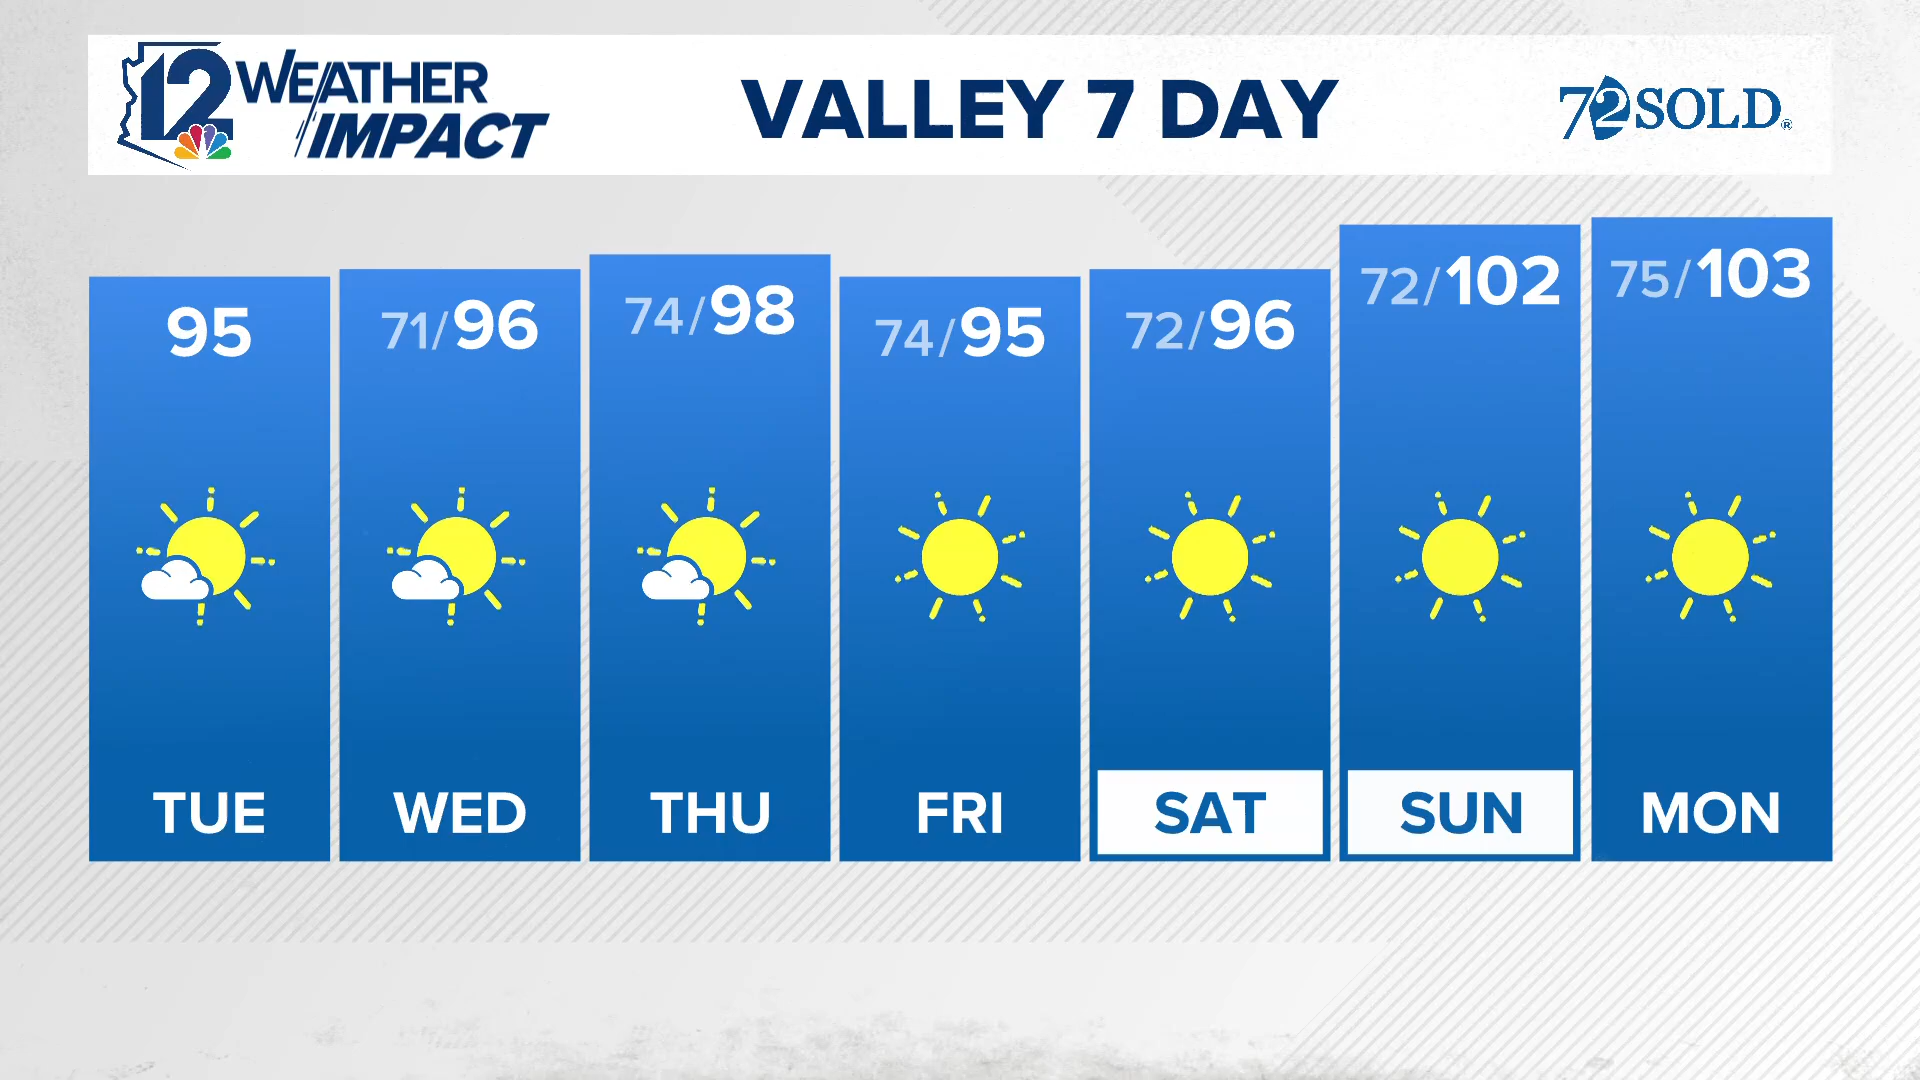 12 WEATHER IMPACT
VALLEY 7 DAY
72SOLD®
95
71/96
74/98
74/95
72/96
72/102
75/103
TUE
WED
THU
FRI
SAT
SUN
MON